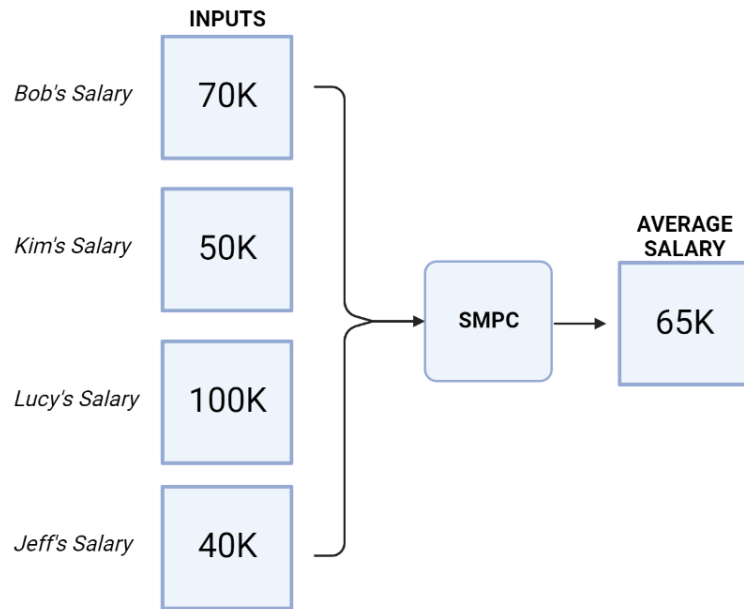 INPUTS
Bob's Salary
70K
Kim's Salary
50K
Lucy's Salary
100K
Jeff's Salary
40K
SMPC
AVERAGE
SALARY
65K